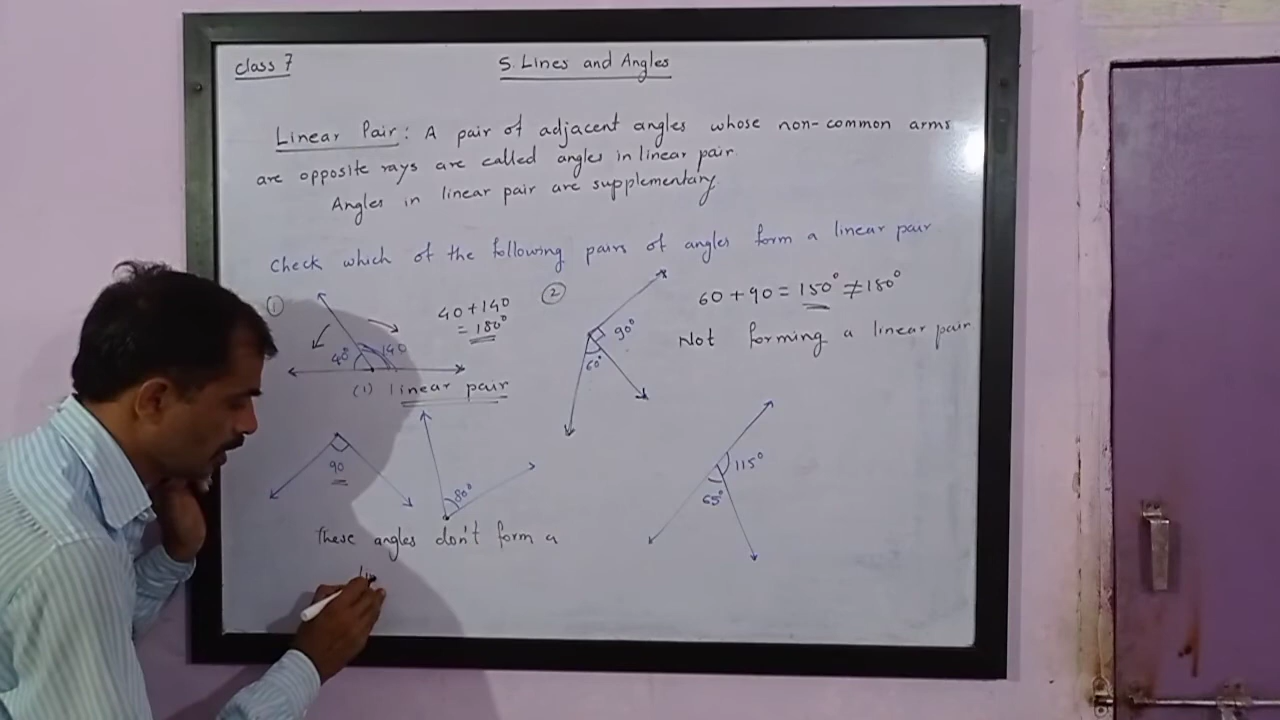 class 7
5. Lines and Angles
Linear Pair: A pair of adjacent angles whose non-common arms
are opposite rays are called angles in linear pair.
Angles in linear pair are supplementary.
Check which of the following pairs of angles form a linear pair
①
40°
140
40+140
= 180°
(1) linear pair
②
90°
60°
60+90 = 150° ≠ 180°
Not forming a linear pair
90
80°
These angles don't form a
115°
65°